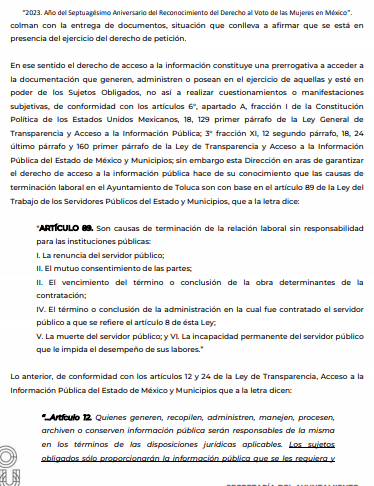 "2023. Año del Septuagésimo Aniversario del Reconocimiento del Derecho al Voto de las Mujeres en México".
colman con la entrega de documentos, situación que conlleva a afirmar que se está en
presencia del ejercicio del derecho de petición.
En ese sentido el derecho de acceso a la información constituye una prerrogativa a acceder a
la documentación que generen, administren o posean en el ejercicio de aquellas y esté en
poder de los Sujetos Obligados, no así a realizar cuestionamientos o manifestaciones
subjetivas, de conformidad con los artículos 6°, apartado A, fracción I de la Constitución
Política de los Estados Unidos Mexicanos, 18, 129 primer párrafo de la Ley General de
Transparencia y Acceso a la Información Pública; 3° fracción XI, 12 segundo párrafo, 18, 24
último párrafo y 160 primer párrafo de la Ley de Transparencia y Acceso a la Información
Pública del Estado de México y Municipios; sin embargo esta Dirección en aras de garantizar
el derecho de acceso a la información pública hace de su conocimiento que las causas de
terminación laboral en el Ayuntamiento de Toluca son con base en el artículo 89 de la Ley del
Trabajo de los Servidores Públicos del Estado y Municipios, que a la letra dice:
"ARTÍCULO 89. Son causas de terminación de la relación laboral sin responsabilidad
para las instituciones públicas:
I. La renuncia del servidor público;
II. El mutuo consentimiento de las partes;
II. El vencimiento del término o conclusión de la obra determinantes de la
contratación;
IV. El término o conclusión de la administración en la cual fue contratado el servidor
público a que se refiere el artículo 8 de ésta Ley;
V. La muerte del servidor público; y VI. La incapacidad permanente del servidor público
que le impida el desempeño de sus labores."
Lo anterior, de conformidad con los artículos 12 y 24 de la Ley de Transparencia, Acceso a la
Información Pública del Estado de México y Municipios que a la letra dicen:
"...Artículo 12. Quienes generen, recopilen, administren, manejen, procesen,
archiven o conserven información pública serán responsables de la misma
en los términos de las disposiciones jurídicas aplicables. Los sujetos
obligados sólo proporcionarán la información pública que se les requiera y